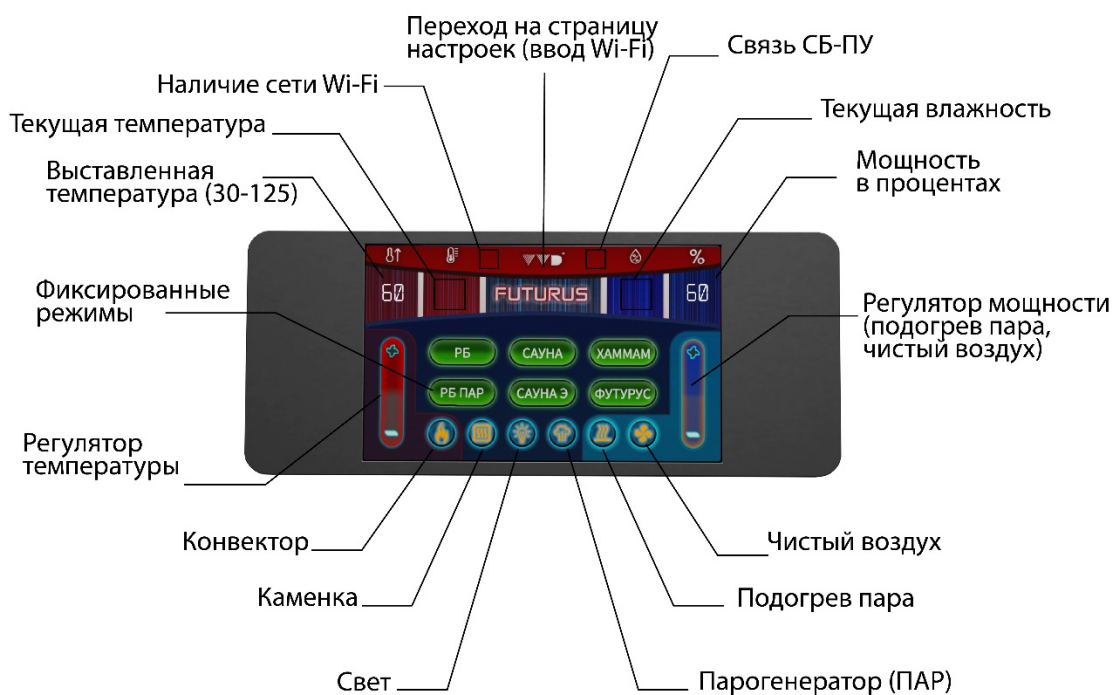 Переход на страницу
настроек (ввод Wi-Fi)
Связь СБ-ПУ
Наличие сети Wi-Fi
Текущая температура
Текущая влажность
Выставленная
температура (30-125)
Мощность
в процентах
%
60
FUTURUS
60
Фиксированные
режимы
Регулятор мощности
(подогрев пара,
чистый воздух)
РБ
САУНА
ХАММАМ
РБ ПАР
САУНА Э
ФУТУРУС
Регулятор
температуры
Конвектор
Чистый воздух
Каменка
Подогрев пара
Свет
Парогенератор (ПАР)